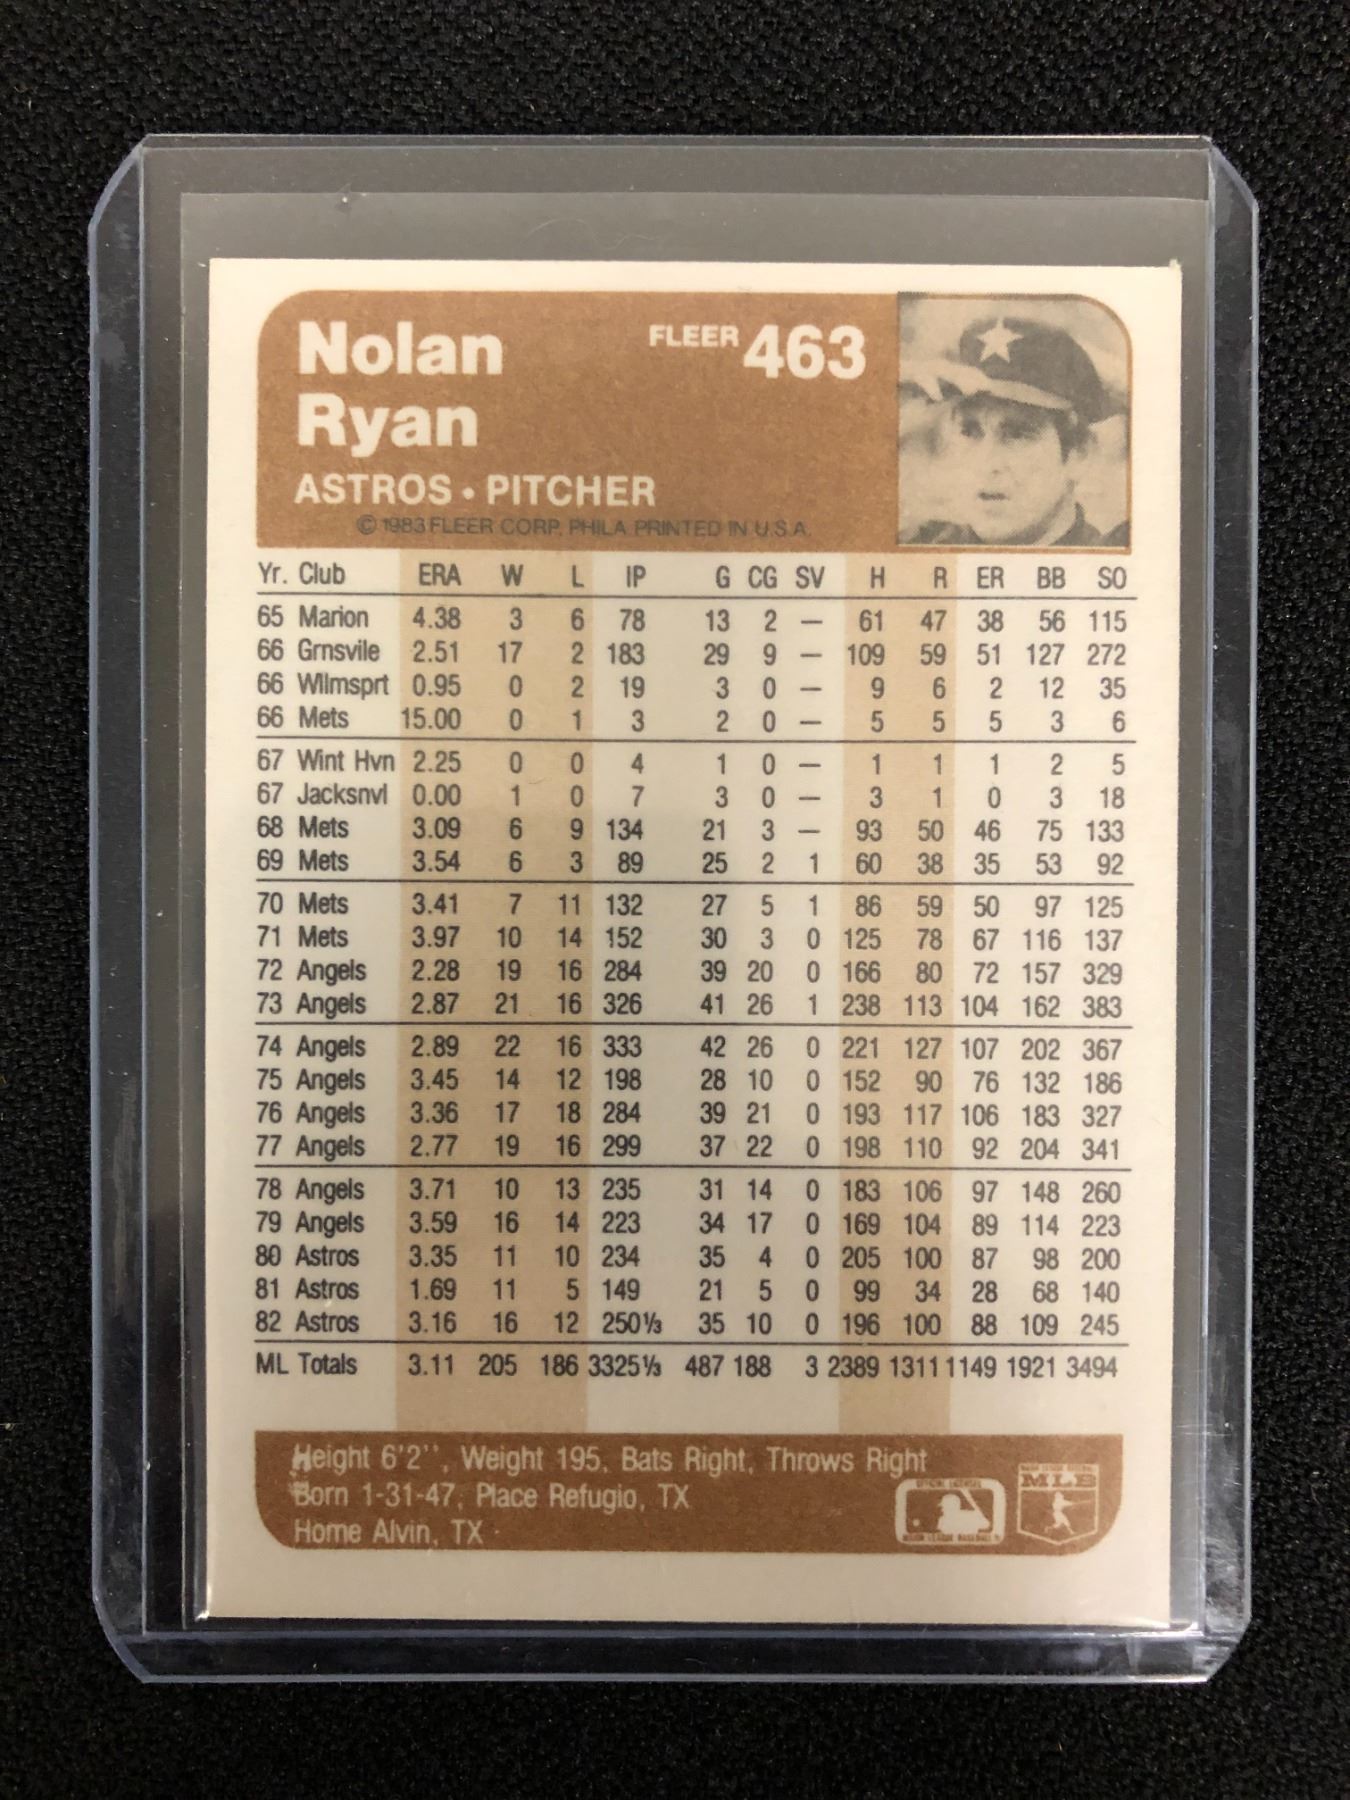 Nolan
Ryan
FLEER 463
ASTROS • PITCHER
© 1983 FLEER CORP. PHILA PRINTED IN U.S.A.
Yr. Club ERA W L IP G CG SV H R ER BB SO
65 Marion 4.38 3 6 78 13 2 — 61 47 38 56 115
66 Grnsvile 2.51 17 2 183 29 9 — 109 59 51 127 272
66 Wllmsprt 0.95 0 2 19 3 0 — 9 6 2 12 35
66 Mets 15.00 0 1 3 2 0 — 5 5 5 3 6
67 Wint Hvn 2.25 0 0 4 1 0 — 1 1 1 2 5
67 Jacksnvl 0.00 1 0 7 3 0 — 3 1 0 3 18
68 Mets 3.09 6 9 134 21 3 — 93 50 46 75 133
69 Mets 3.54 6 3 89 25 2 1 60 38 35 53 92
70 Mets 3.41 7 11 132 27 5 1 86 59 50 97 125
71 Mets 3.97 10 14 152 30 3 0 125 78 67 116 137
72 Angels 2.28 19 16 284 39 20 0 166 80 72 157 329
73 Angels 2.87 21 16 326 41 26 1 238 113 104 162 383
74 Angels 2.89 22 16 333 42 26 0 221 127 107 202 367
75 Angels 3.45 14 12 198 28 10 0 152 90 76 132 186
76 Angels 3.36 17 18 284 39 21 0 193 117 106 183 327
77 Angels 2.77 19 16 299 37 22 0 198 110 92 204 341
78 Angels 3.71 10 13 235 31 14 0 183 106 97 148 260
79 Angels 3.59 16 14 223 34 17 0 169 104 89 114 223
80 Astros 3.35 11 10 234 35 4 0 205 100 87 98 200
81 Astros 1.69 11 5 149 21 5 0 99 34 28 68 140
82 Astros 3.16 16 12 250⅓ 35 10 0 196 100 88 109 245
ML Totals 3.11 205 186 3325⅓ 487 188 3 2389 1311 1149 1921 3494
Height 6'2'', Weight 195, Bats Right, Throws Right
Born 1-31-47, Place Refugio, TX
Home Alvin, TX
MLB